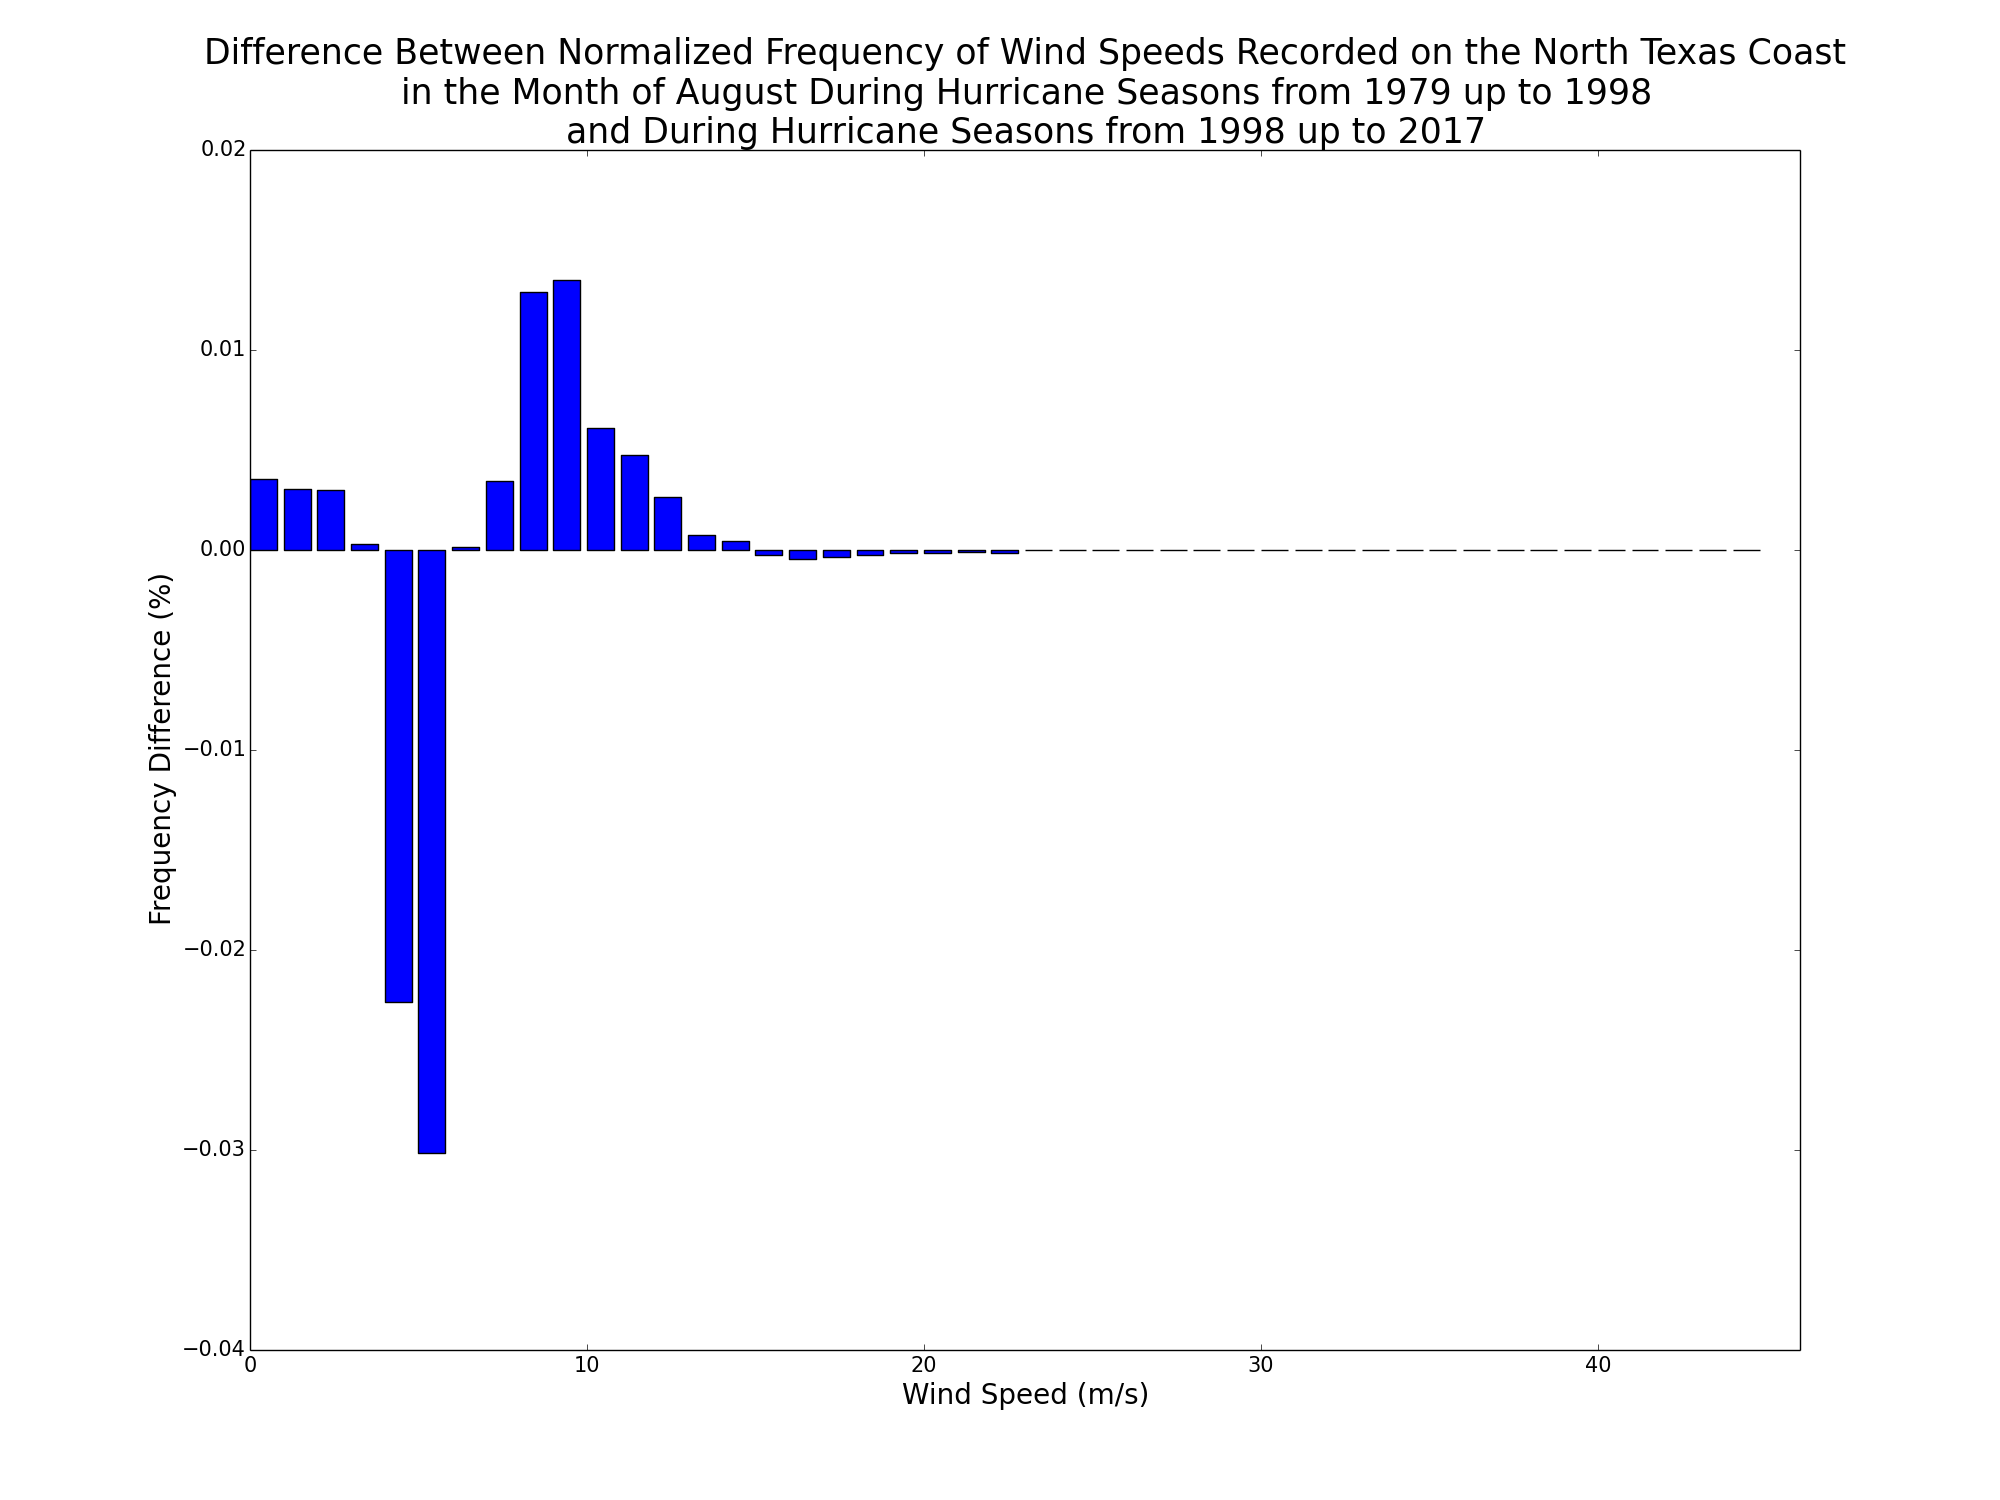 Difference Between Normalized Frequency of Wind Speeds Recorded on the North Texas Coast
in the Month of August During Hurricane Seasons from 1979 up to 1998
and During Hurricane Seasons from 1998 up to 2017
0.02
0.01
0.00
−0.01
−0.02
−0.03
−0.04
Frequency Difference (%)
0 10 20 30 40
Wind Speed (m/s)